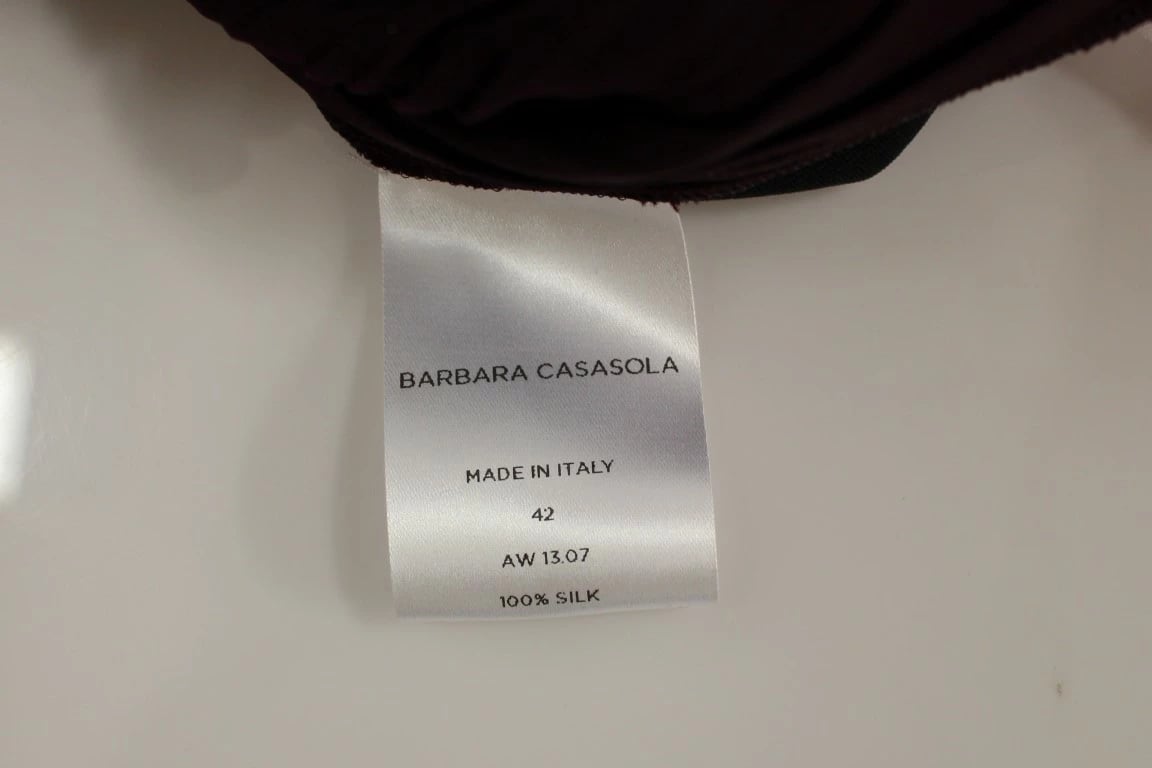 BARBARA CASASOLA
MADE IN ITALY
42
AW 13.07
100% SILK